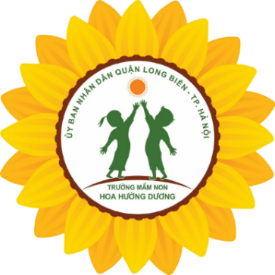 ỦY BAN NHÂN DÂN QUẬN LONG BIÊN - TP. HÀ NỘI
TRƯỜNG MẦM NON
HOA HƯỚNG DƯƠNG